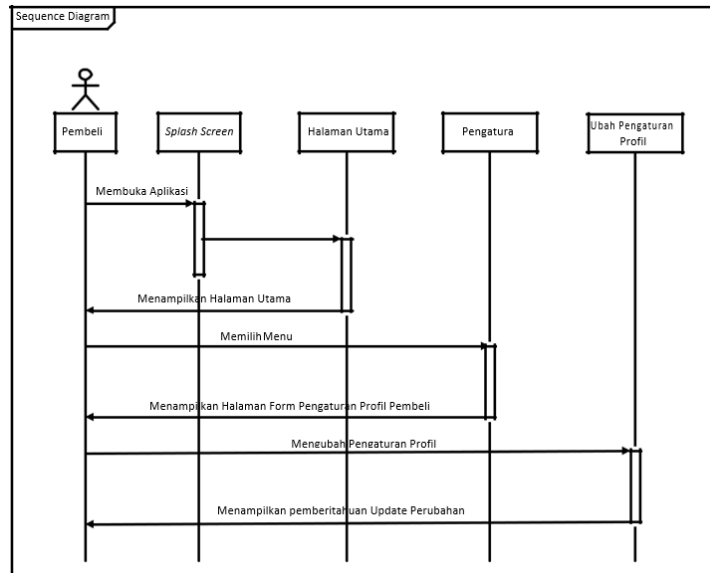 Sequence Diagram
Pembeli
Splash Screen
Halaman Utama
Pengatura
Ubah Pengaturan
Profil
Membuka Aplikasi
Menampilkan Halaman Utama
Memilih Menu
Menampilkan Halaman Form Pengaturan Profil Pembeli
Mengubah Pengaturan Profil
Menampilkan pemberitahuan Update Perubahan